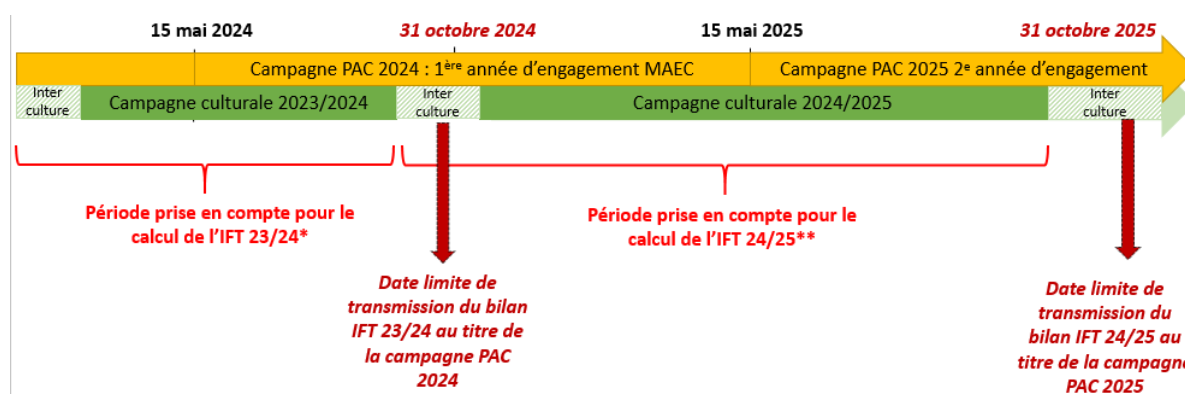 15 mai 2024
31 octobre 2024
15 mai 2025
31 octobre 2025
Campagne PAC 2024 : 1ère année d'engagement MAEC
Campagne PAC 2025 2e année d'engagement
Inter
culture
Campagne culturale 2023/2024
Inter
culture
Campagne culturale 2024/2025
Inter
culture
Période prise en compte pour le
calcul de l'IFT 23/24*
Période prise en compte pour le
calcul de l'IFT 24/25**
Date limite de
transmission du bilan
IFT 23/24 au titre de
la campagne PAC
2024
Date limite de
transmission du
bilan IFT 24/25 au
titre de la campagne
PAC 2025